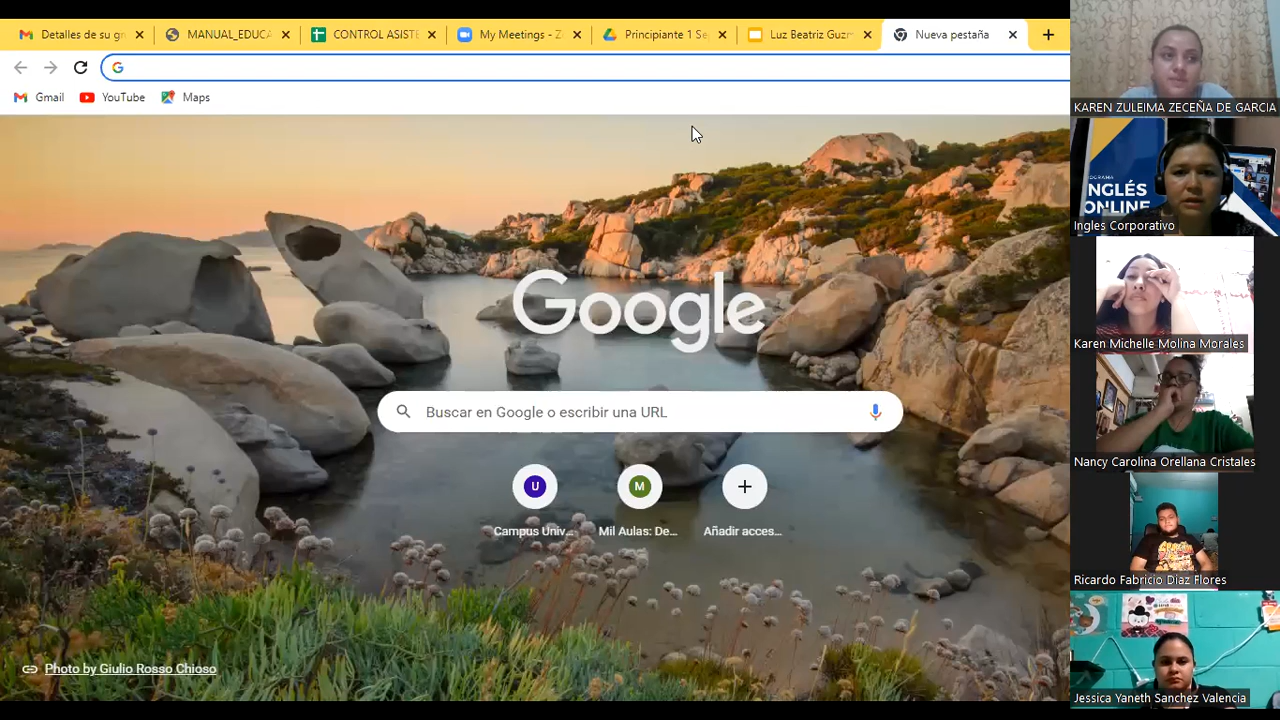 Detalles de su gr
MANUAL_EDUCA
CONTROL ASISTE
My Meetings - Z
Principiante 1 Se
Luz Beatriz Guzm
Nueva pestaña
Gmail
YouTube
Maps
Google
Buscar en Google o escribir una URL
Campus Univ...
Mil Aulas: De...
Añadir acces...
Photo by Giulio Rosso Chioso
KAREN ZULEIMA ZECEÑA DE GARCIA
INGLÉS
ONLINE
Ingles Corporativo
Karen Michelle Molina Morales
Nancy Carolina Orellana Cristales
Ricardo Fabricio Diaz Flores
Jessica Yaneth Sanchez Valencia